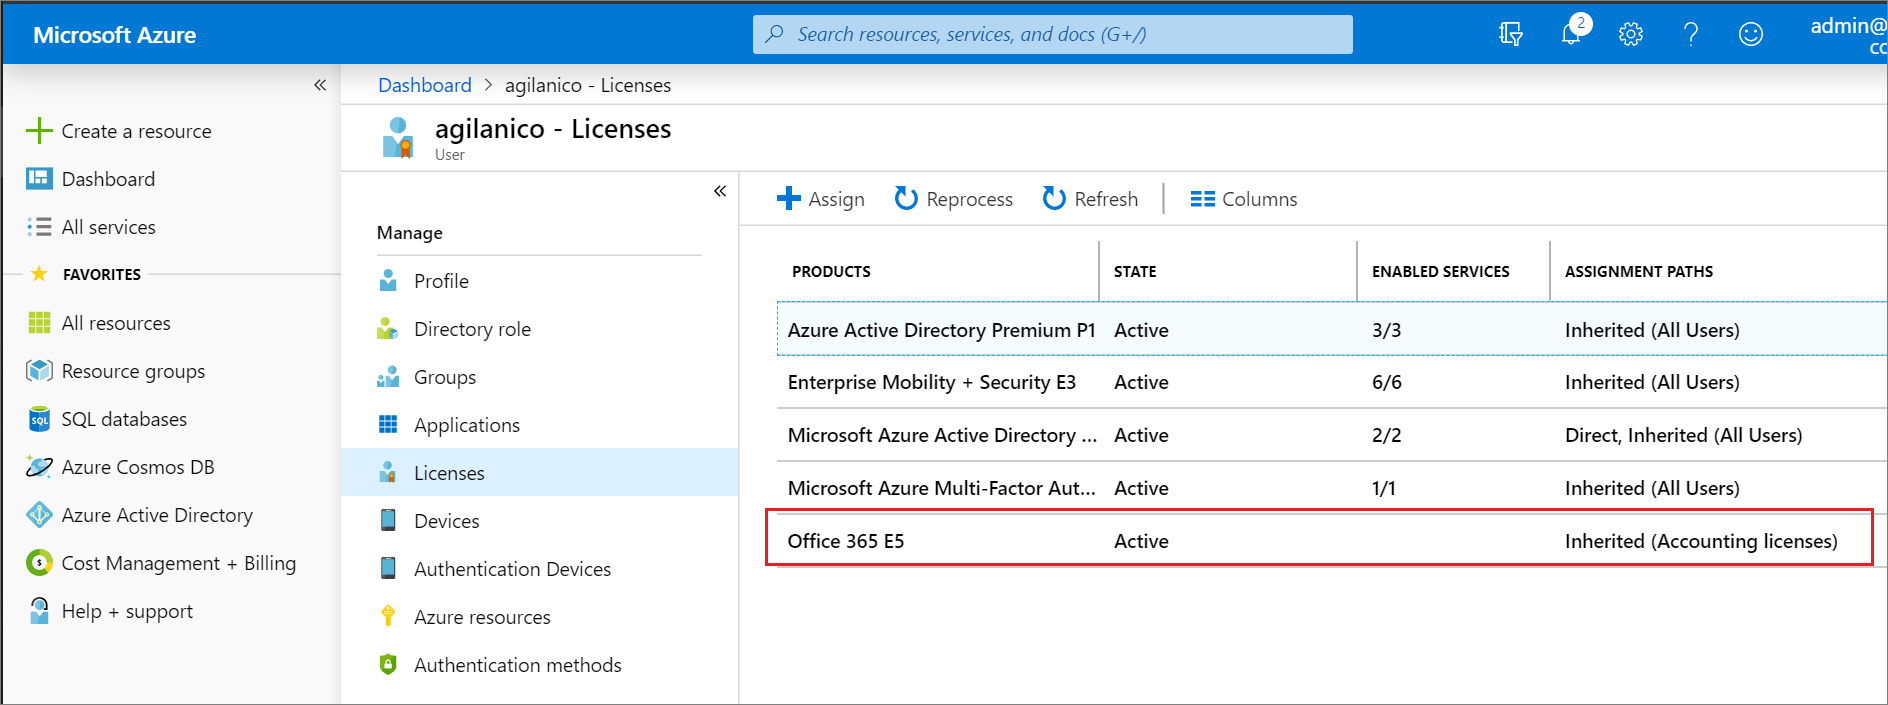 Microsoft Azure
Search resources, services, and docs (G+/)
2
?
admin@
cc
«
Create a resource
Dashboard
All services
FAVORITES
All resources
Resource groups
SQL
SQL databases
Azure Cosmos DB
Azure Active Directory
$
Cost Management + Billing
Help + support
Dashboard > agilanico - Licenses
agilanico - Licenses
User
«
Manage
Profile
Directory role
Groups
Applications
Licenses
Devices
Authentication Devices
Azure resources
Authentication methods
Assign Reprocess Refresh Columns
PRODUCTS STATE ENABLED SERVICES ASSIGNMENT PATHS
Azure Active Directory Premium P1 Active 3/3 Inherited (All Users)
Enterprise Mobility + Security E3 Active 6/6 Inherited (All Users)
Microsoft Azure Active Directory ... Active 2/2 Direct, Inherited (All Users)
Microsoft Azure Multi-Factor Aut... Active 1/1 Inherited (All Users)
Office 365 E5 Active Inherited (Accounting licenses)